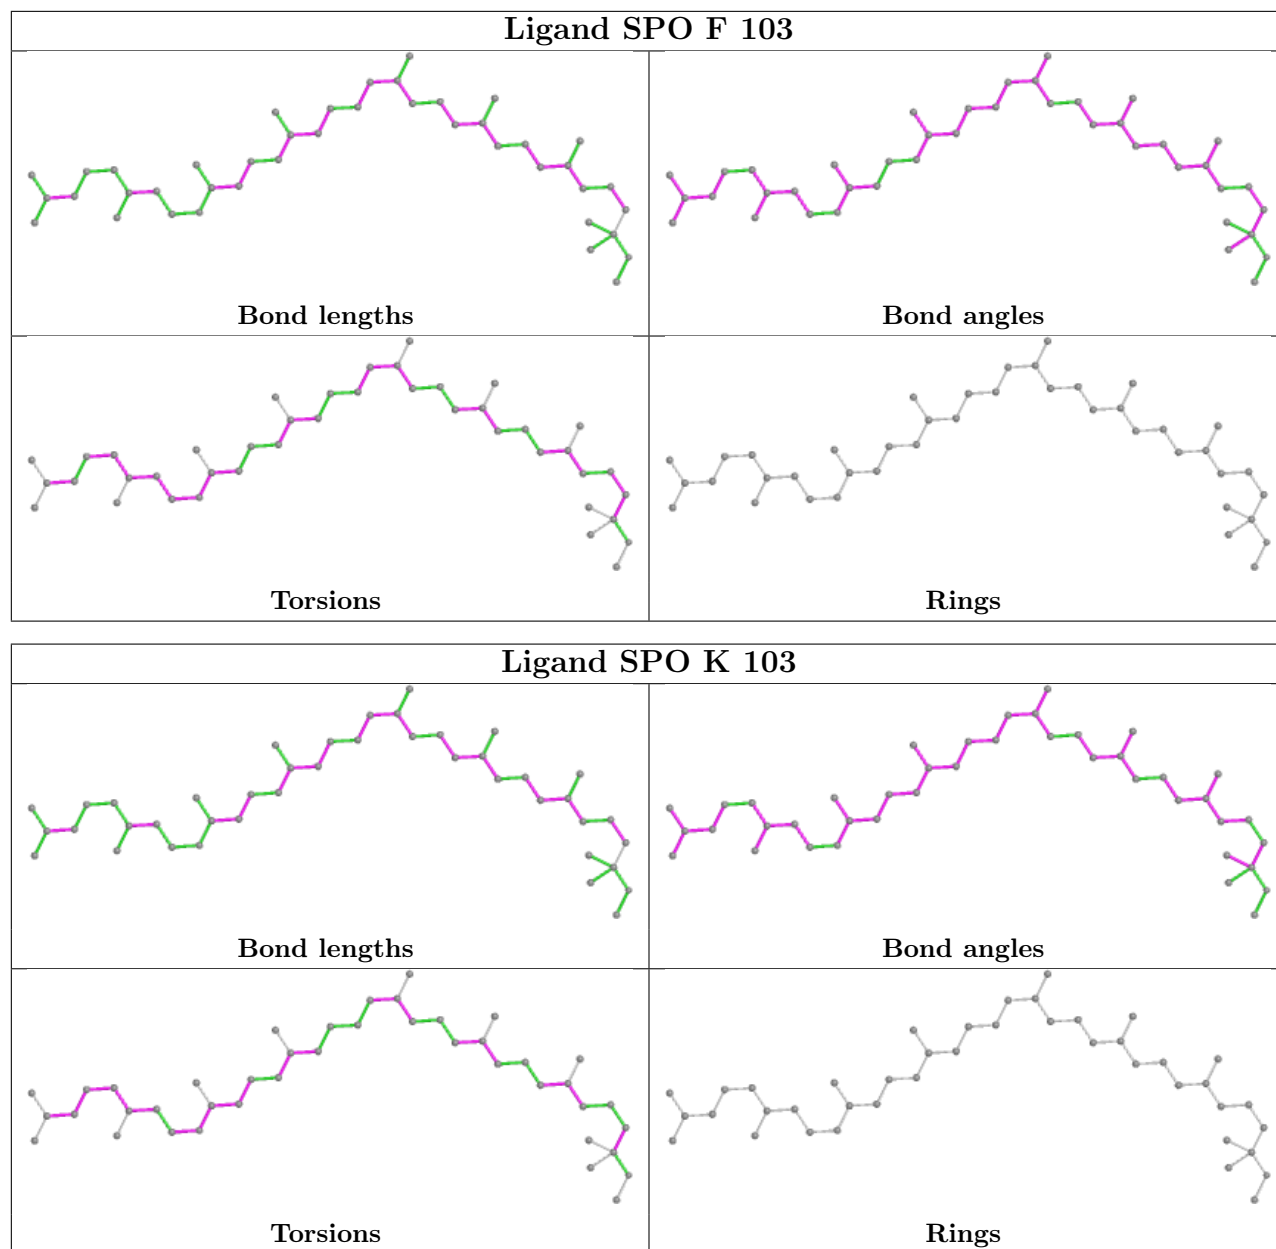 Ligand SPO F 103
Bond lengths
Bond angles
Torsions
Rings
Ligand SPO K 103
Bond lengths
Bond angles
Torsions
Rings